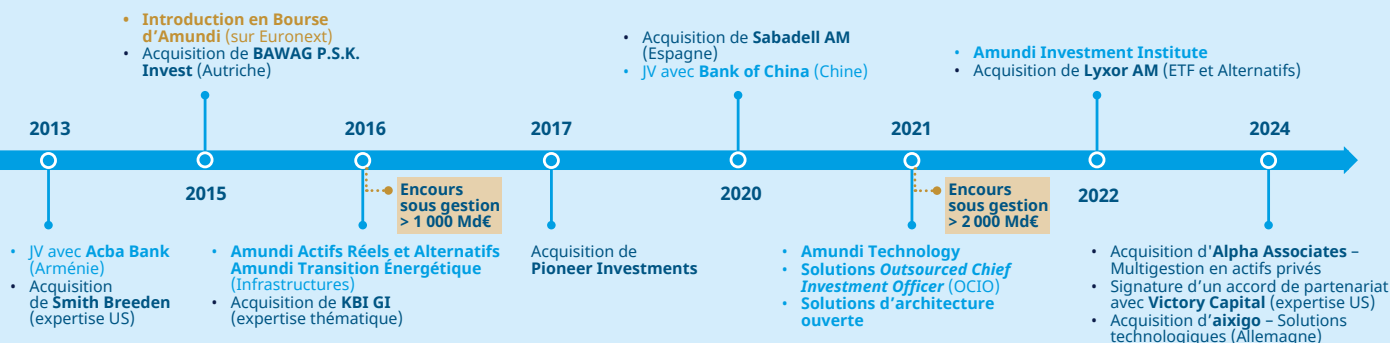 • Introduction en Bourse
d’Amundi (sur Euronext)
• Acquisition de BAWAG P.S.K.
Invest (Autriche)
• Acquisition de Sabadell AM
(Espagne)
• JV avec Bank of China (Chine)
• Amundi Investment Institute
• Acquisition de Lyxor AM (ETF et Alternatifs)
2013
2016
2017
2021
2024
2015
2020
2022
Encours
sous gestion
> 1 000 Md€
Encours
sous gestion
> 2 000 Md€
• JV avec Acba Bank
(Arménie)
• Acquisition
de Smith Breeden
(expertise US)
• Amundi Actifs Réels et Alternatifs
Amundi Transition Énergétique
(Infrastructures)
• Acquisition de KBI GI
(expertise thématique)
Acquisition de
Pioneer Investments
• Amundi Technology
• Solutions Outsourced Chief
Investment Officer (OCIO)
• Solutions d’architecture
ouverte
• Acquisition d'Alpha Associates –
Multigestion en actifs privés
• Signature d’un accord de partenariat
avec Victory Capital (expertise US)
• Acquisition d’aixigo – Solutions
technologiques (Allemagne)